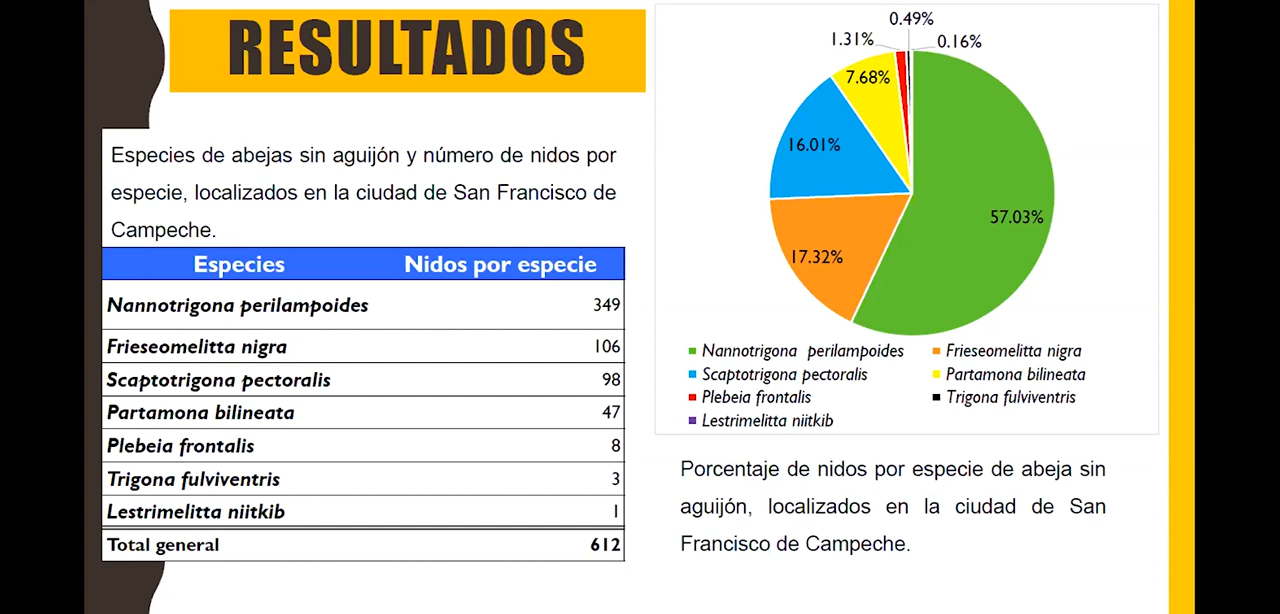 RESULTADOS
Especies de abejas sin aguijón y número de nidos por
especie, localizados en la ciudad de San Francisco de
Campeche.
Especies Nidos por especie
Nannotrigona perilampoides 349
Frieseomelitta nigra 106
Scaptotrigona pectoralis 98
Partamona bilineata 47
Plebeia frontalis 8
Trigona fulviventris 3
Lestrimelitta niitkib 1
Total general 612
0.49%
1.31% 0.16%
7.68%
16.01%
57.03%
17.32%
Nannotrigona perilampoides Frieseomelitta nigra
Scaptotrigona pectoralis Partamona bilineata
Plebeia frontalis Trigona fulviventris
Lestrimelitta niitkib
Porcentaje de nidos por especie de abeja sin
aguijón, localizados en la ciudad de San
Francisco de Campeche.